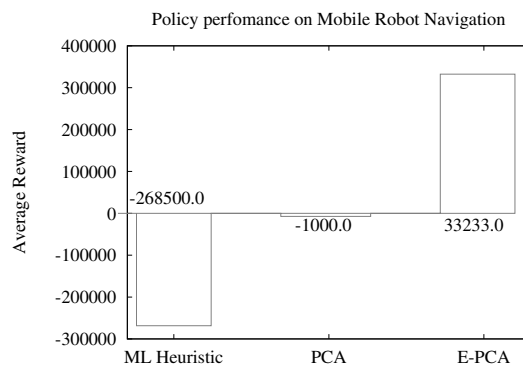 Policy perfomance on Mobile Robot Navigation
400000
300000
200000
100000
0
-100000
-200000
-300000
Average Reward
-268500.0
-1000.0
33233.0
ML Heuristic
PCA
E-PCA